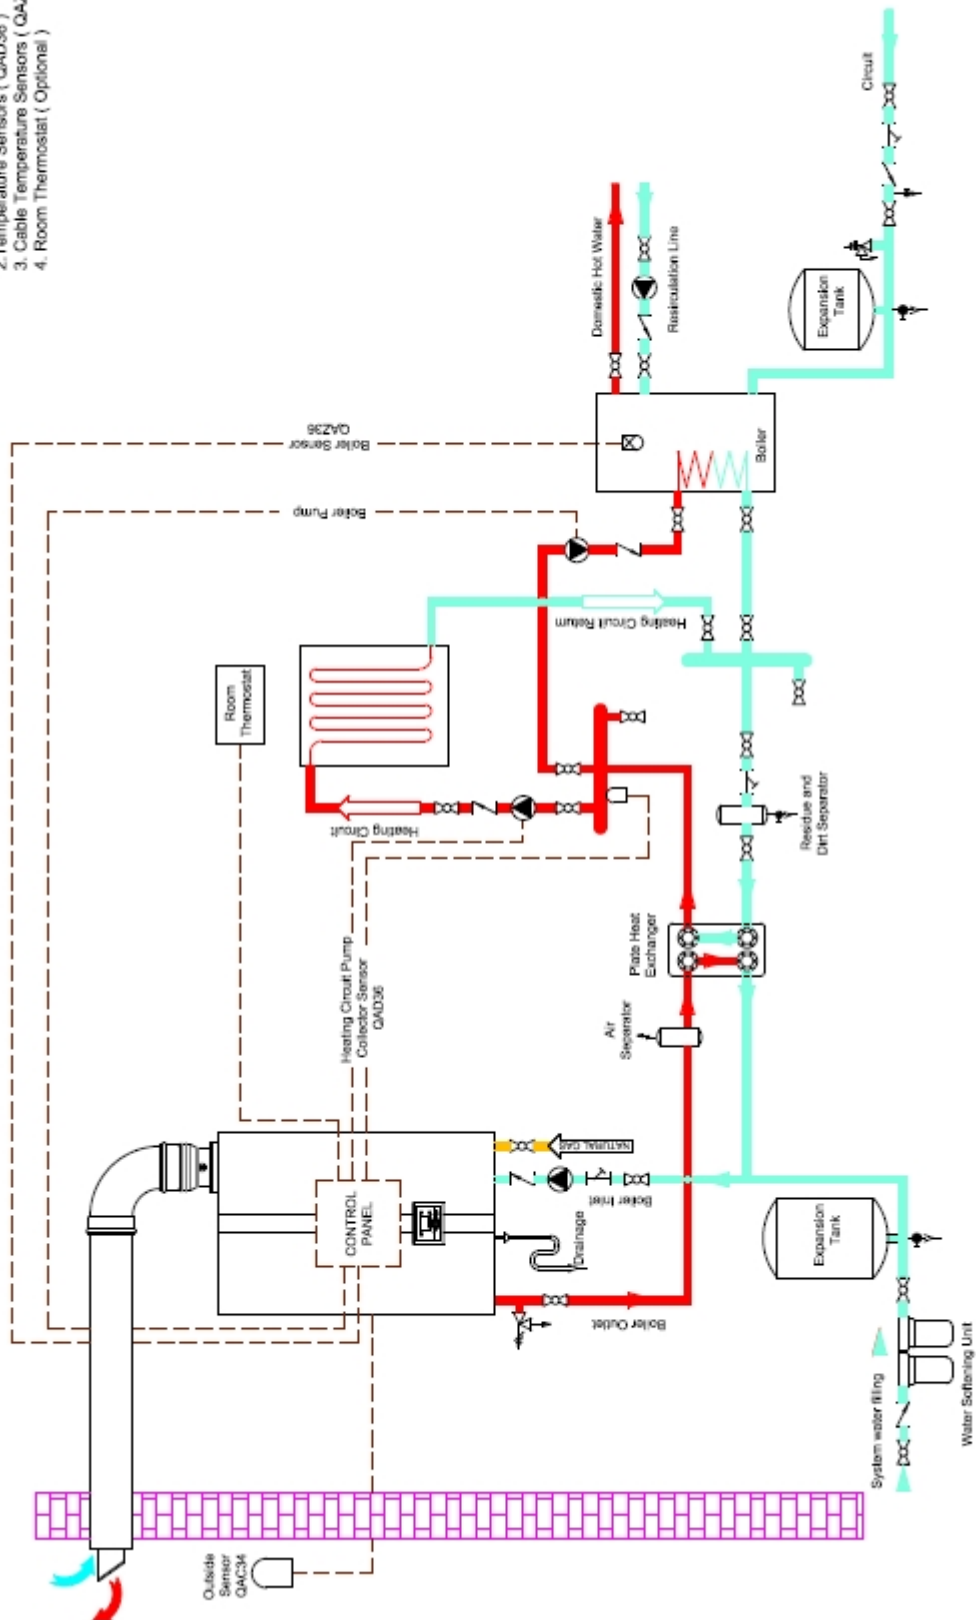 2.Temperature Sensors ( QAD36 )
3. Cable Temperature Sensors ( QAZ
4. Room Thermostat ( Optional )
Outside
Sensor
QAC34
CONTROL
PANEL
Boiler Outlet
Drainage
Boiler Inlet
NATURAL GAS
System water filling
Water Softening Unit
Expansion
Tank
Air
Separator
Plate Heat
Exchanger
Heating Circuit Pump
Collector Sensor
QAD36
Room
Thermostat
Heating Circuit
Heating Circuit Return
Residue and
Dirt Separator
Boiler Pump
Boiler Sensor
QAZ36
Boiler
Domestic Hot Water
Resirculation Line
Expansion
Tank
Circuit